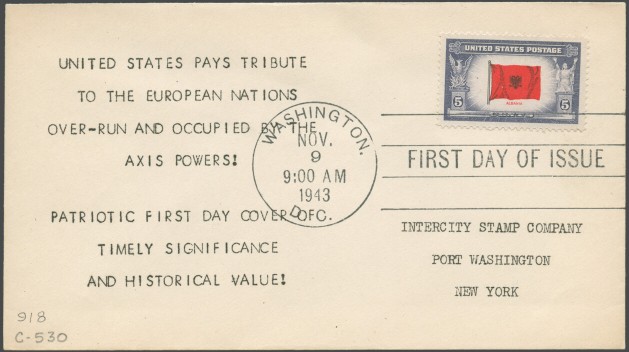 UNITED STATES PAYS TRIBUTE
TO THE EUROPEAN NATIONS
OVER-RUN AND OCCUPIED BY THE
AXIS POWERS!
PATRIOTIC FIRST DAY COVER OF
TIMELY SIGNIFICANCE
AND HISTORICAL VALUE!
918
C-530
WASHINGTON.
NOV.
9
9:00 AM
1943
D.C.
UNITED STATES POSTAGE
5 5
ALBANIA
FIRST DAY OF ISSUE
INTERCITY STAMP COMPANY
PORT WASHINGTON
NEW YORK